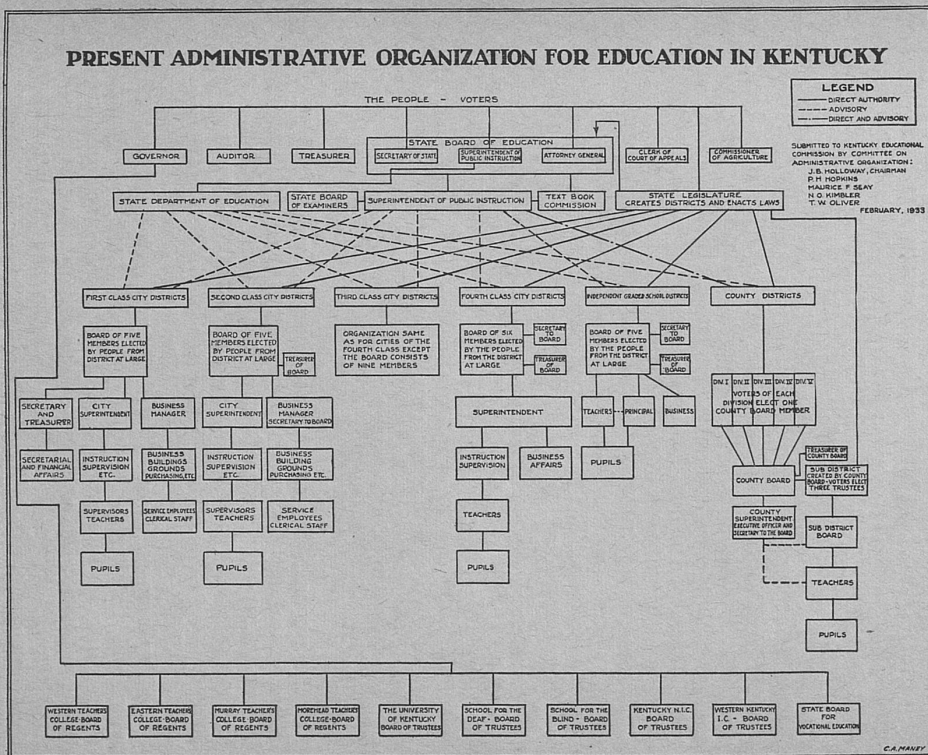 PRESENT ADMINISTRATIVE ORGANIZATION FOR EDUCATION IN KENTUCKY
LEGEND
DIRECT AUTHORITY
ADVISORY
DIRECT AND ADVISORY
THE PEOPLE - VOTERS
SUBMITTED TO KENTUCKY EDUCATIONAL
COMMISSION BY COMMITTEE ON
ADMINISTRATIVE ORGANIZATION:
J.B. HOLLOWAY, CHAIRMAN
P.H HOPKINS
MAURICE F. SEAY
N.O. KIMBLER
T.W. OLIVER
FEBRUARY, 1933
GOVERNOR
AUDITOR
TREASURER
STATE BOARD OF EDUCATION
SECRETARY OF STATE
SUPERINTENDENT OF
PUBLIC INSTRUCTION
ATTORNEY GENERAL
CLERK OF
COURT OF APPEALS
COMMISSIONER
OF AGRICULTURE
STATE DEPARTMENT OF EDUCATION
STATE BOARD
OF EXAMINERS
SUPERINTENDENT OF PUBLIC INSTRUCTION
TEXT BOOK
COMMISSION
STATE LEGISLATURE
CREATES DISTRICTS AND ENACTS LAWS
FIRST CLASS CITY DISTRICTS
SECOND CLASS CITY DISTRICTS
THIRD CLASS CITY DISTRICTS
FOURTH CLASS CITY DISTRICTS
INDEPENDENT GRADED SCHOOL DISTRICTS
COUNTY DISTRICTS
BOARD OF FIVE
MEMBERS ELECTED
BY PEOPLE FROM
DISTRICT AT LARGE
BOARD OF FIVE
MEMBERS ELECTED
BY PEOPLE FROM
DISTRICT AT LARGE
TREASURER
OF BOARD
ORGANIZATION SAME
AS FOR CITIES OF THE
FOURTH CLASS EXCEPT
THE BOARD CONSISTS
OF NINE MEMBERS
BOARD OF SIX
MEMBERS ELECTED
BY THE PEOPLE
FROM THE DISTRICT
AT LARGE
SECRETARY
TO BOARD
TREASURER
OF BOARD
BOARD OF FIVE
MEMBERS ELECTED
BY THE PEOPLE
FROM THE DISTRICT
AT LARGE
SECRETARY
TO BOARD
TREASURER
OF BOARD
DIV. I DIV. II DIV. III DIV. IV DIV. V
VOTERS OF EACH
DIVISION ELECT ONE
COUNTY BOARD MEMBER
SECRETARY
AND
TREASURER
CITY
SUPERINTENDENT
BUSINESS
MANAGER
CITY
SUPERINTENDENT
BUSINESS
MANAGER
SECRETARY TO BOARD
SUPERINTENDENT
TEACHERS
PRINCIPAL
BUSINESS
SECRETARIAL
AND FINANCIAL
AFFAIRS
INSTRUCTION
SUPERVISION
ETC.
BUSINESS
BUILDINGS
GROUNDS
PURCHASING, ETC.
INSTRUCTION
SUPERVISION
ETC.
BUSINESS
BUILDING
GROUNDS
PURCHASING ETC.
INSTRUCTION
SUPERVISION
BUSINESS
AFFAIRS
PUPILS
COUNTY BOARD
TREASURER OF
COUNTY BOARD
SUB DISTRICT
CREATED BY COUNTY
BOARD-VOTERS ELECT
THREE TRUSTEES
SUPERVISORS
TEACHERS
SERVICE EMPLOYEES
CLERICAL STAFF
SUPERVISORS
TEACHERS
SERVICE
EMPLOYEES
CLERICAL STAFF
TEACHERS
COUNTY
SUPERINTENDENT
EXECUTIVE OFFICER AND
SECRETARY TO THE BOARD
SUB DISTRICT
BOARD
PUPILS
PUPILS
PUPILS
TEACHERS
PUPILS
WESTERN TEACHERS
COLLEGE-BOARD
OF REGENTS
EASTERN TEACHERS
COLLEGE-BOARD
OF REGENTS
MURRAY TEACHER'S
COLLEGE-BOARD
OF REGENTS
MOREHEAD TEACHERS
COLLEGE-BOARD
OF REGENTS
THE UNIVERSITY
OF KENTUCKY
BOARD OF TRUSTEES
SCHOOL FOR THE
DEAF - BOARD
OF TRUSTEES
SCHOOL FOR THE
BLIND - BOARD
OF TRUSTEES
KENTUCKY N.I.C.
BOARD
OF TRUSTEES
WESTERN KENTUCKY
I.C. - BOARD
OF TRUSTEES
STATE BOARD
FOR
VOCATIONAL EDUCATION
C.A. MANEY